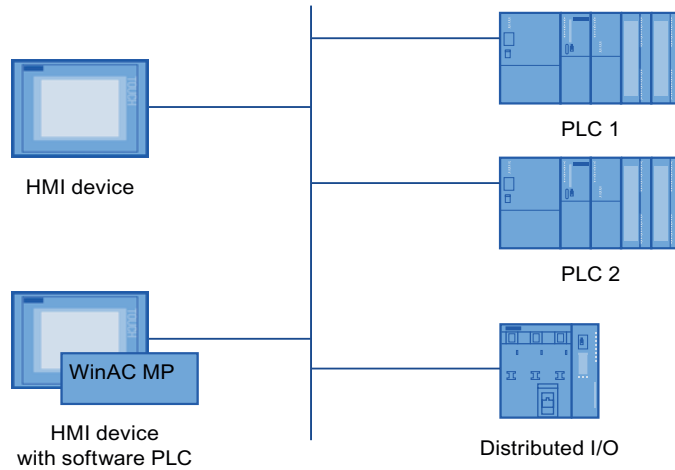 PLC 1
HMI device
PLC 2
WinAC MP
HMI device
with software PLC
Distributed I/O